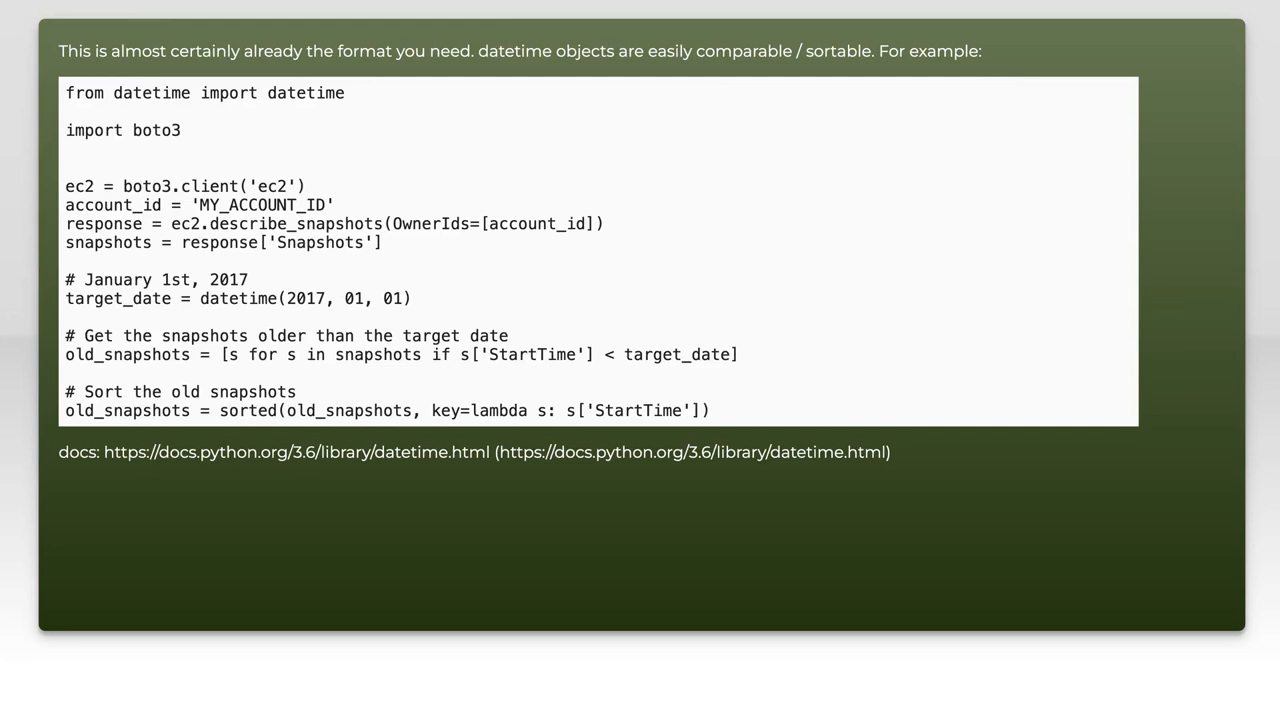 This is almost certainly already the format you need. datetime objects are easily comparable / sortable. For example:
from datetime import datetime
import boto3
ec2 = boto3.client('ec2')
account_id = 'MY_ACCOUNT_ID'
response = ec2.describe_snapshots(OwnerIds=[account_id])
snapshots = response['Snapshots']
# January 1st, 2017
target_date = datetime(2017, 01, 01)
# Get the snapshots older than the target date
old_snapshots = [s for s in snapshots if s['StartTime'] < target_date]
# Sort the old snapshots
old_snapshots = sorted(old_snapshots, key=lambda s: s['StartTime'])
docs: https://docs.python.org/3.6/library/datetime.html (https://docs.python.org/3.6/library/datetime.html)